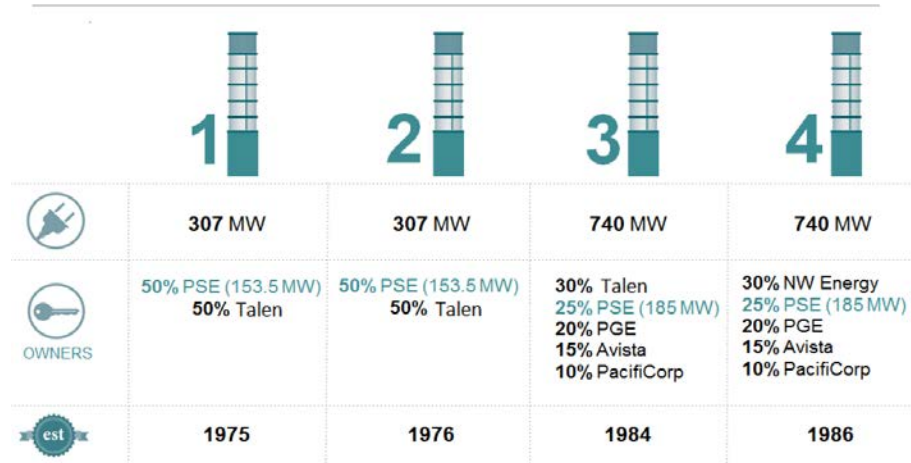 1
2
3
4
307 MW
307 MW
740 MW
740 MW
OWNERS
50% PSE (153.5 MW)
50% Talen
50% PSE (153.5 MW)
50% Talen
30% Talen
25% PSE (185 MW)
20% PGE
15% Avista
10% PacifiCorp
30% NW Energy
25% PSE (185 MW)
20% PGE
15% Avista
10% PacifiCorp
est
1975
1976
1984
1986